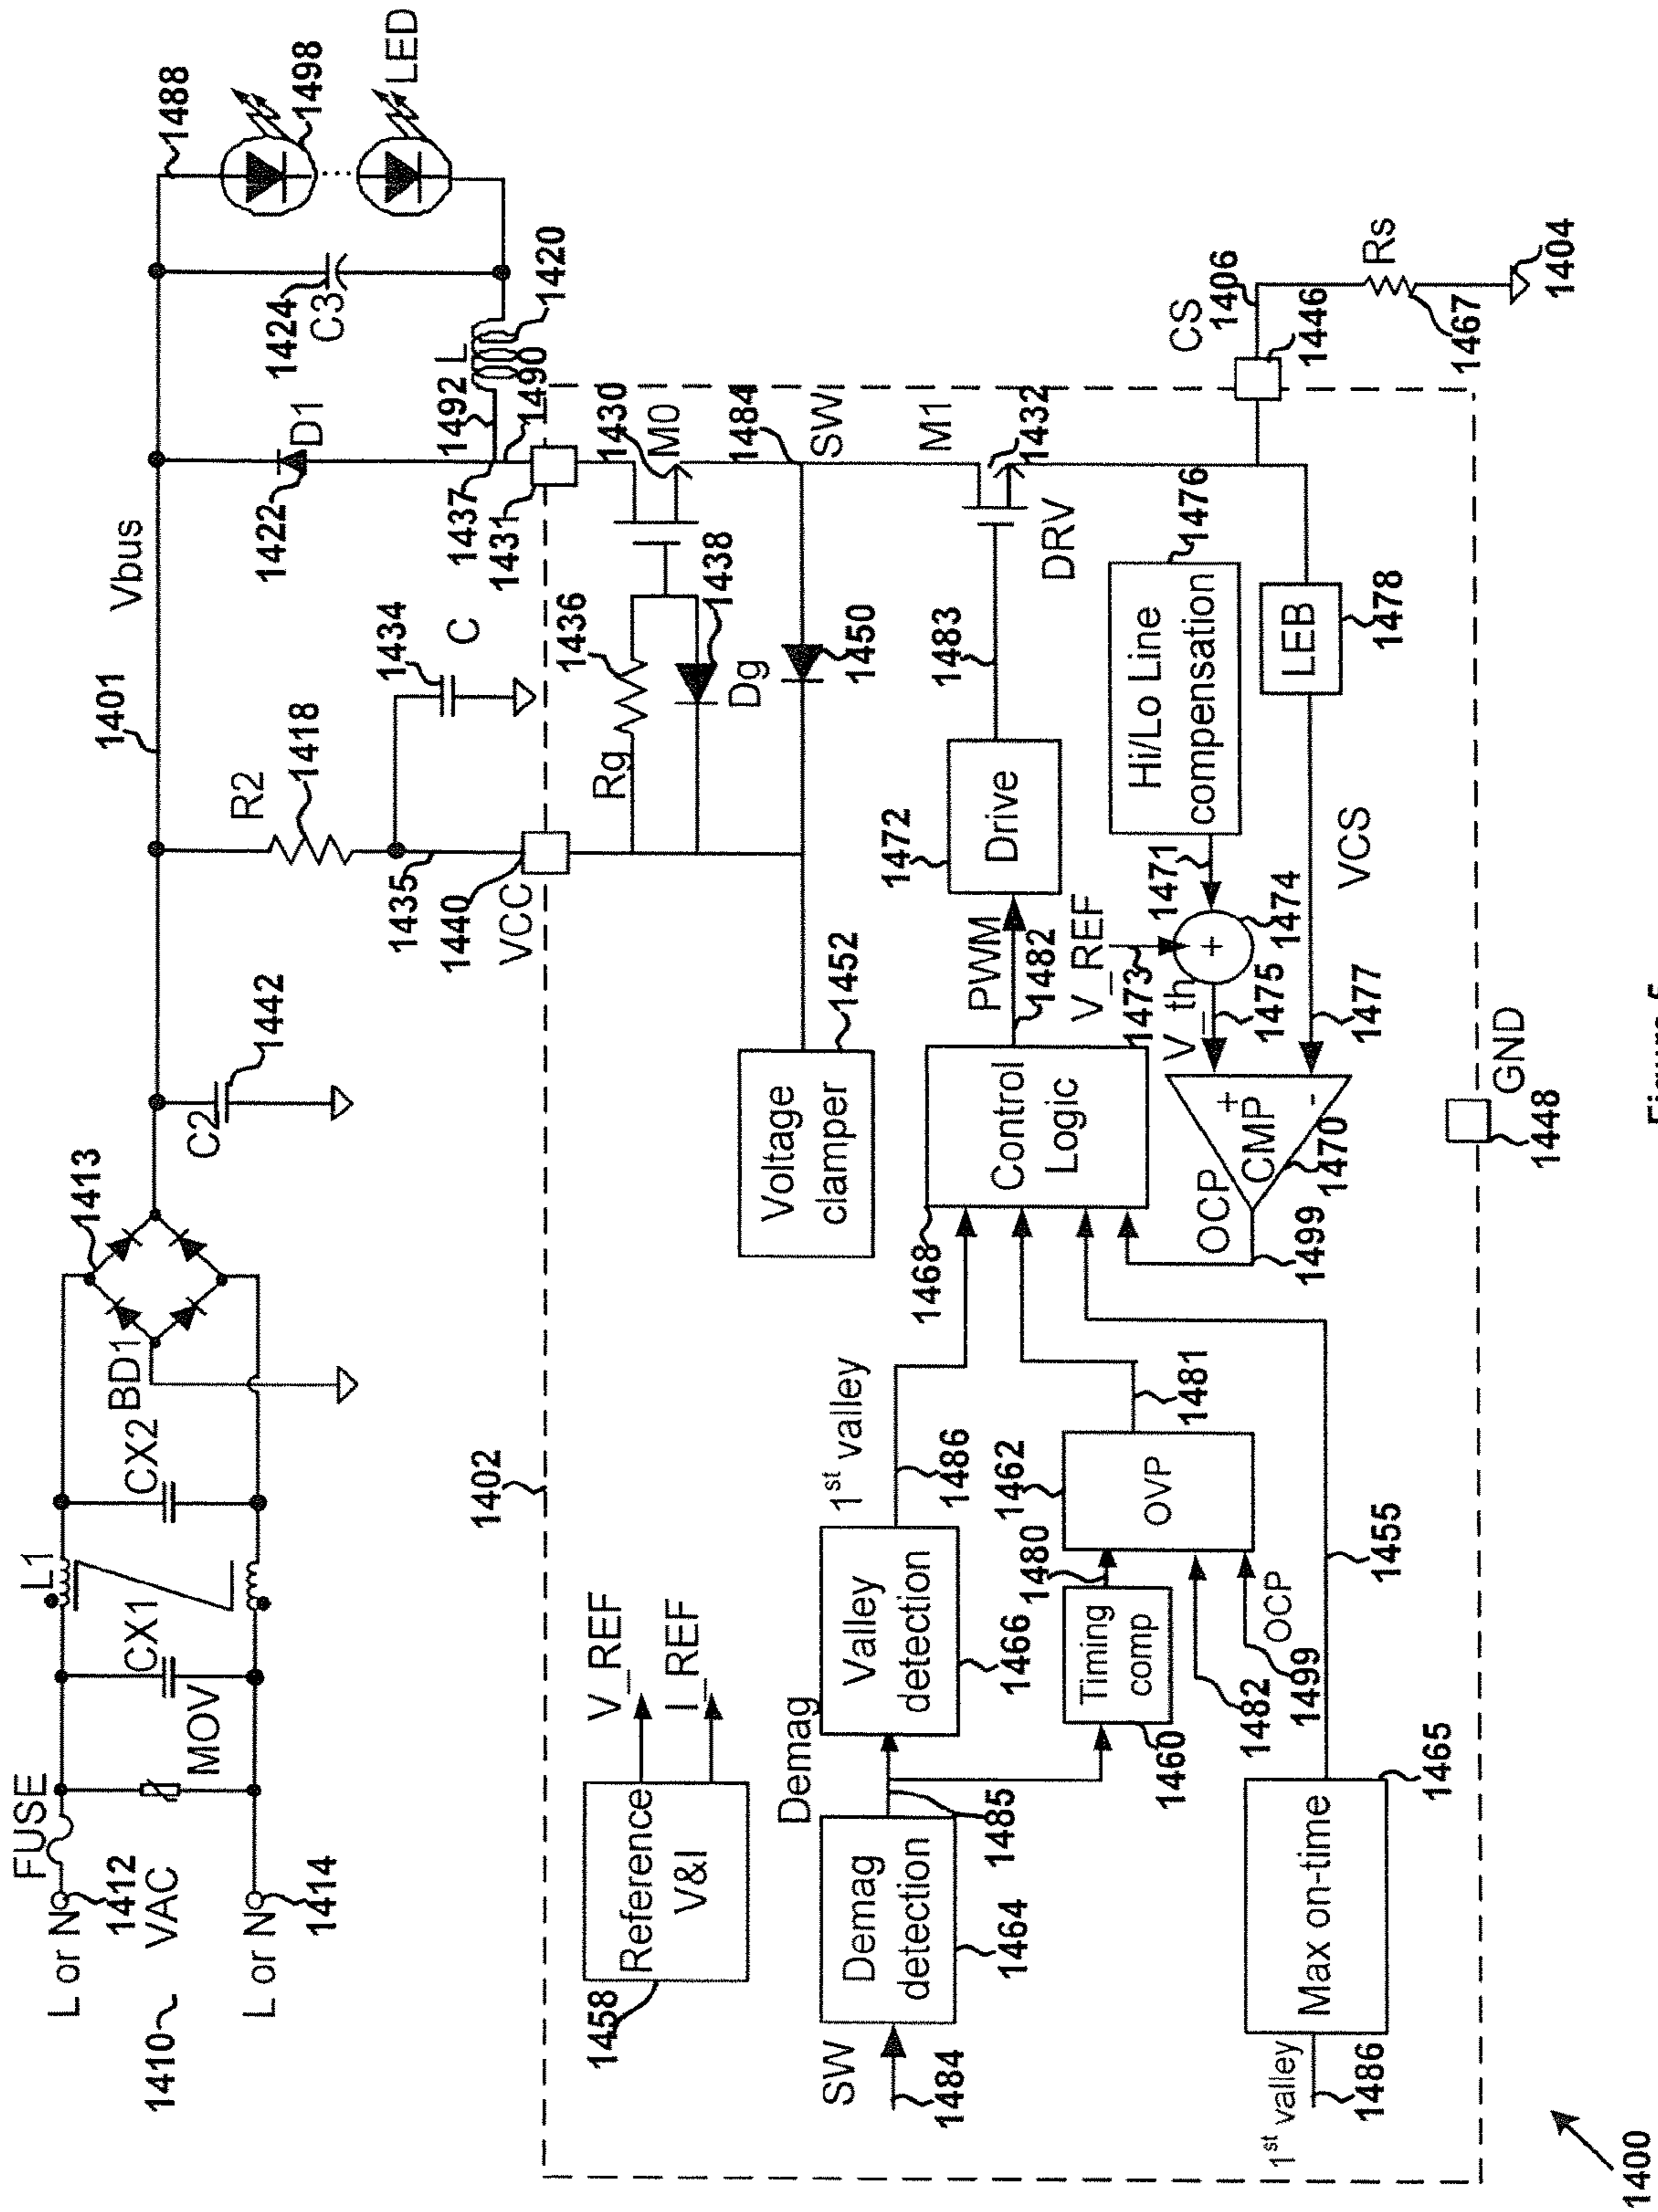 FUSE
L or N
1412
1410
VAC
L or N
1414
MOV
CX1
L1
CX2
BD1
1413
C2
1442
Vbus
1401
R2
1418
1435
1440
VCC
1434
C
1422
D1
1437
1431
1492
1490
L
1420
1424
C3
1488
1498
LED
1402
1458
Reference
V&I
V_REF
I_REF
Voltage
clamper
1452
Rg
1436
1438
Dg
1450
1430
M0
1484
SW
M1
1432
DRV
1483
CS
1406
1446
Rs
1467
1404
SW
1484
Demag
detection
1464
Demag
1485
Valley
detection
1466
1st valley
1486
1468
Control
Logic
PWM
1482
1472
Drive
V_REF
1473
1471
Hi/Lo Line
compensation
1476
1474
V_th
1475
LEB
1478
VCS
1477
+
CMP
-
1470
OCP
1499
Timing
comp
1460
1480
1462
OVP
1481
1482
1499
OCP
1455
1st valley
1486
Max on-time
1465
GND
1448
1400